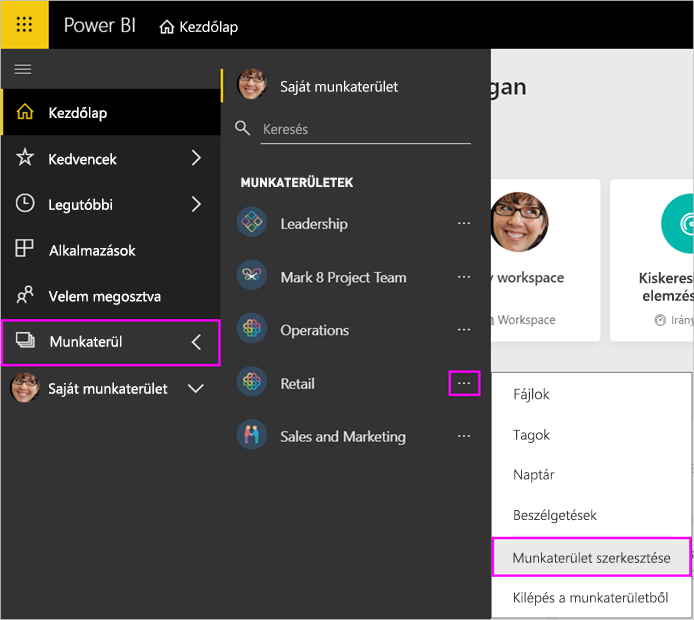 Power BI
Kezdőlap
Kezdőlap
Kedvencek
Legutóbbi
Alkalmazások
Velem megosztva
Munkaterül
Saját munkaterület
Saját munkaterület
Keresés
MUNKATERÜLETEK
Leadership
...
Mark 8 Project Team
...
Operations
...
Retail
...
Sales and Marketing
...
gan
workspace
Workspace
Kiskeres
elemzés
Irány
Fájlok
Tagok
Naptár
Beszélgetések
Munkaterület szerkesztése
Kilépés a munkaterületből